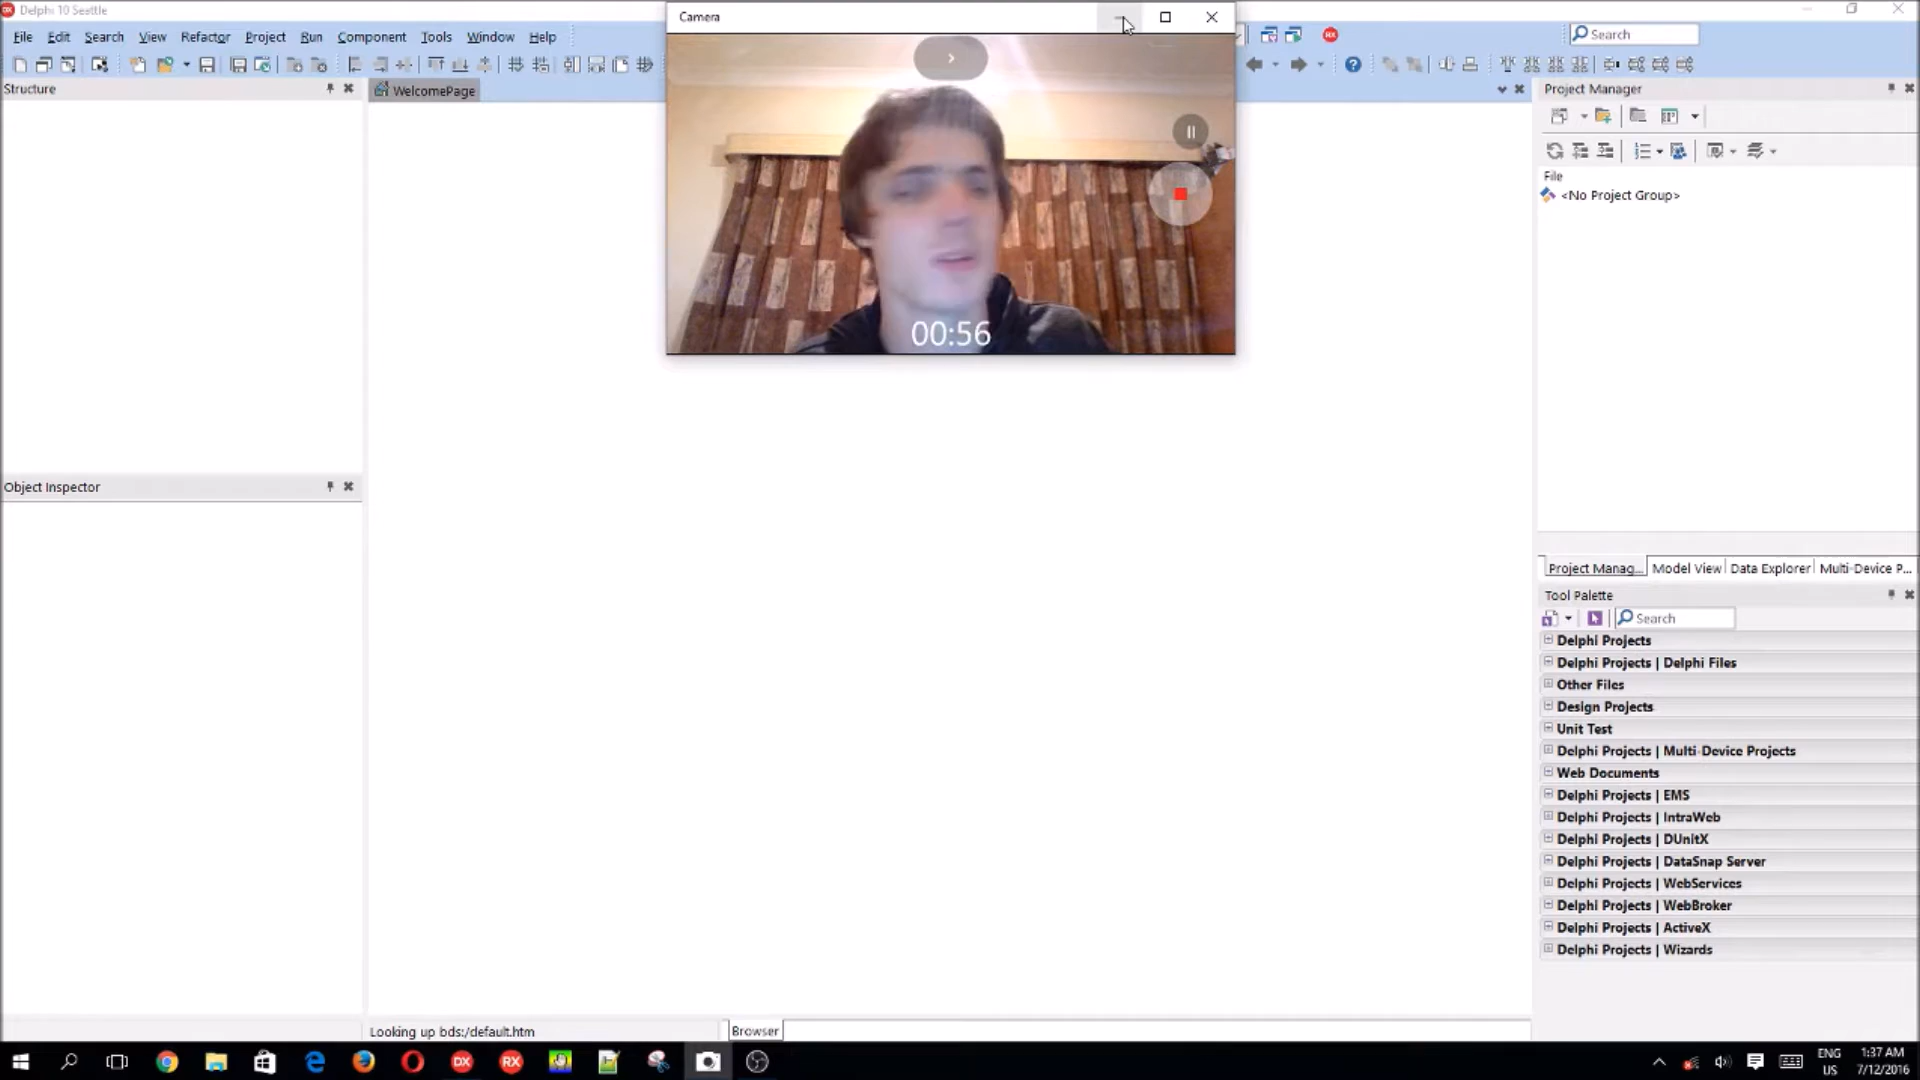 Delphi 10 Seattle
Camera
File Edit Search View Refactor Project Run Component Tools Window Help
Search
Structure
WelcomePage
Project Manager
File
<No Project Group>
00:56
Object Inspector
Project Manag... Model View Data Explorer Multi-Device P...
Tool Palette
Search
Delphi Projects
Delphi Projects | Delphi Files
Other Files
Design Projects
Unit Test
Delphi Projects | Multi-Device Projects
Web Documents
Delphi Projects | EMS
Delphi Projects | IntraWeb
Delphi Projects | DUnitX
Delphi Projects | DataSnap Server
Delphi Projects | WebServices
Delphi Projects | WebBroker
Delphi Projects | ActiveX
Delphi Projects | Wizards
Looking up bds:/default.htm
Browser
DX
RX
ENG
US
1:37 AM
7/12/2016